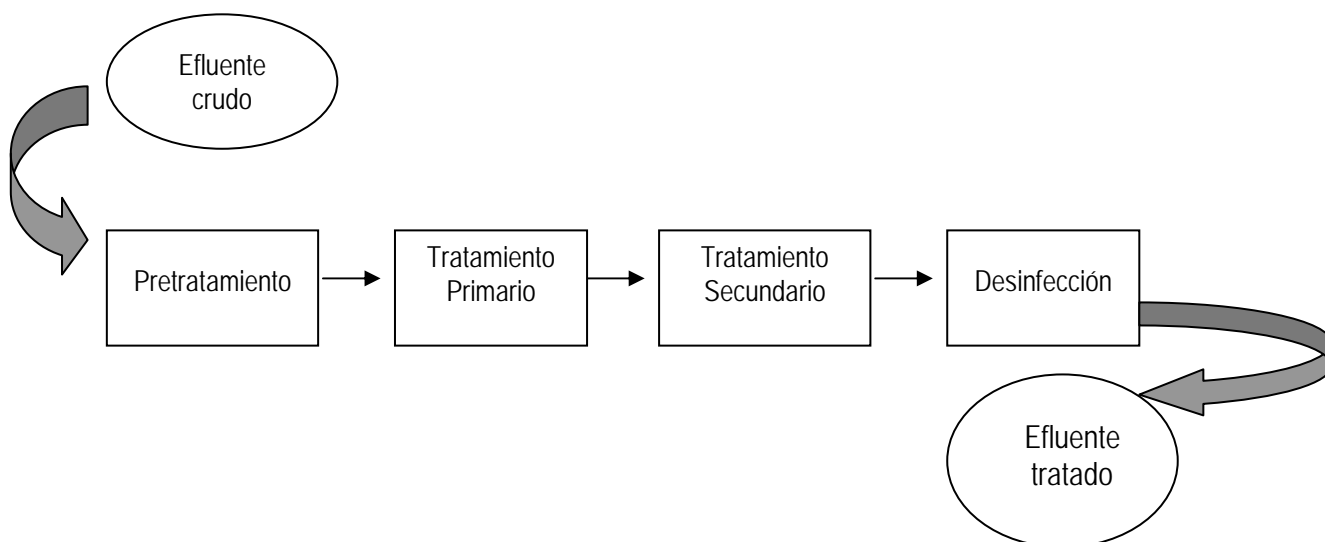 Efluente
crudo
Pretratamiento
Tratamiento
Primario
Tratamiento
Secundario
Desinfección
Efluente
tratado